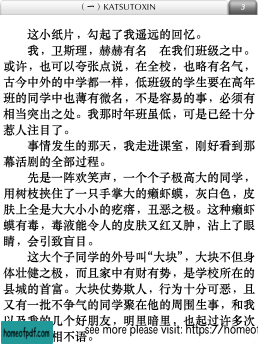 （一）KATSUTOXIN 3
这小纸片，勾起了我遥远的回忆。
我，卫斯理，赫赫有名 在我们班级之中。
或许，也可以夸张点说，在全校，也略有名气，
古今中外的中学都一样，低班级的学生要在高年
班的同学中也薄有微名，不是容易的事，必须有
相当突出之处。我那时年班虽低，可是已经十分
惹人注目了。
事情发生的那天，我走进课室，刚好看到那
幕活剧的全部过程。
先是一阵欢笑声，一个个子极高大的同学，
用树枝挟住了一只手掌大的癞虾蟆，灰白色，皮
肤上全是大大小小的疙瘩，丑恶之极。这种癞虾
蟆有毒，毒液能令人的皮肤又红又肿，沾上了眼
睛，会引致盲目。
这大个子同学的外号叫“大块”，大块不但身
体壮健之极，而且家中有财有势，是学校所在的
县城的首富。大块仗势欺人，行为十分可恶，且
又有一批不争气的同学聚在他的周围生事，和我
以及我的几个好朋友，明里暗里，也起过许多次
相不谐。
homeofpdf.com see more please visit: https://homeof